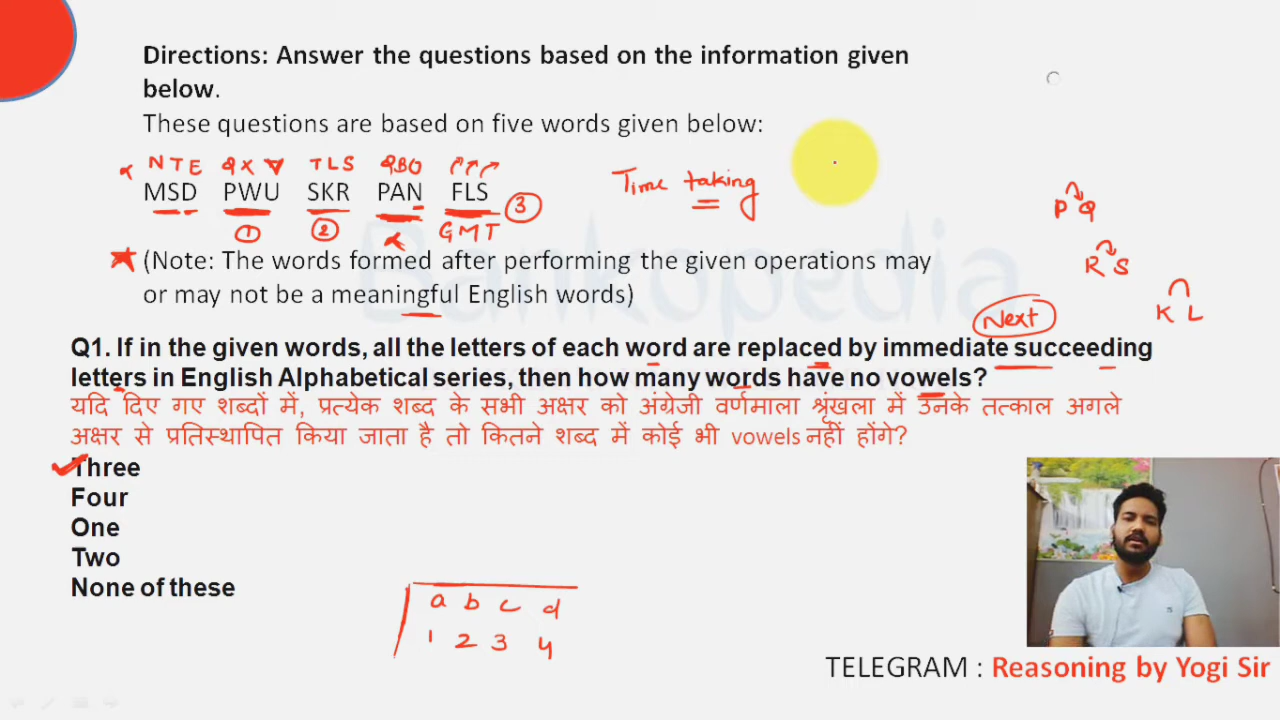 Directions: Answer the questions based on the information given
below.
These questions are based on five words given below:
NTE QXV TLS QBO
MSD PWU SKR PAN FLS
1 2 GMT 3
Time taking
P Q
R S
K L
(Note: The words formed after performing the given operations may
or may not be a meaningful English words)
Next
Q1. If in the given words, all the letters of each word are replaced by immediate succeeding
letters in English Alphabetical series, then how many words have no vowels?
यदि दिए गए शब्दों में, प्रत्येक शब्द के सभी अक्षर को अंग्रेजी वर्णमाला श्रृंखला में उनके तत्काल अगले
अक्षर से प्रतिस्थापित किया जाता है तो कितने शब्द में कोई भी vowels नहीं होंगे?
Three
Four
One
Two
None of these
a b c d
1 2 3 4
Bankopedia
TELEGRAM : Reasoning by Yogi Sir